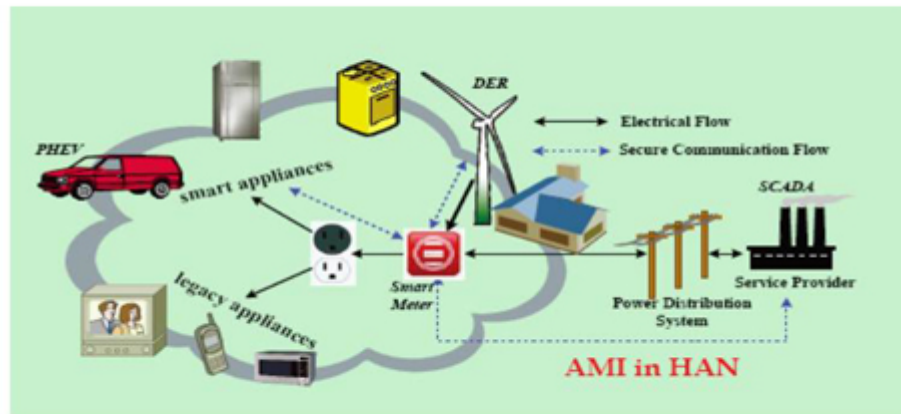 DER
PHEV
Electrical Flow
Secure Communication Flow
smart appliances
SCADA
legacy appliances
Smart
Meter
Service Provider
Power Distribution
System
AMI in HAN